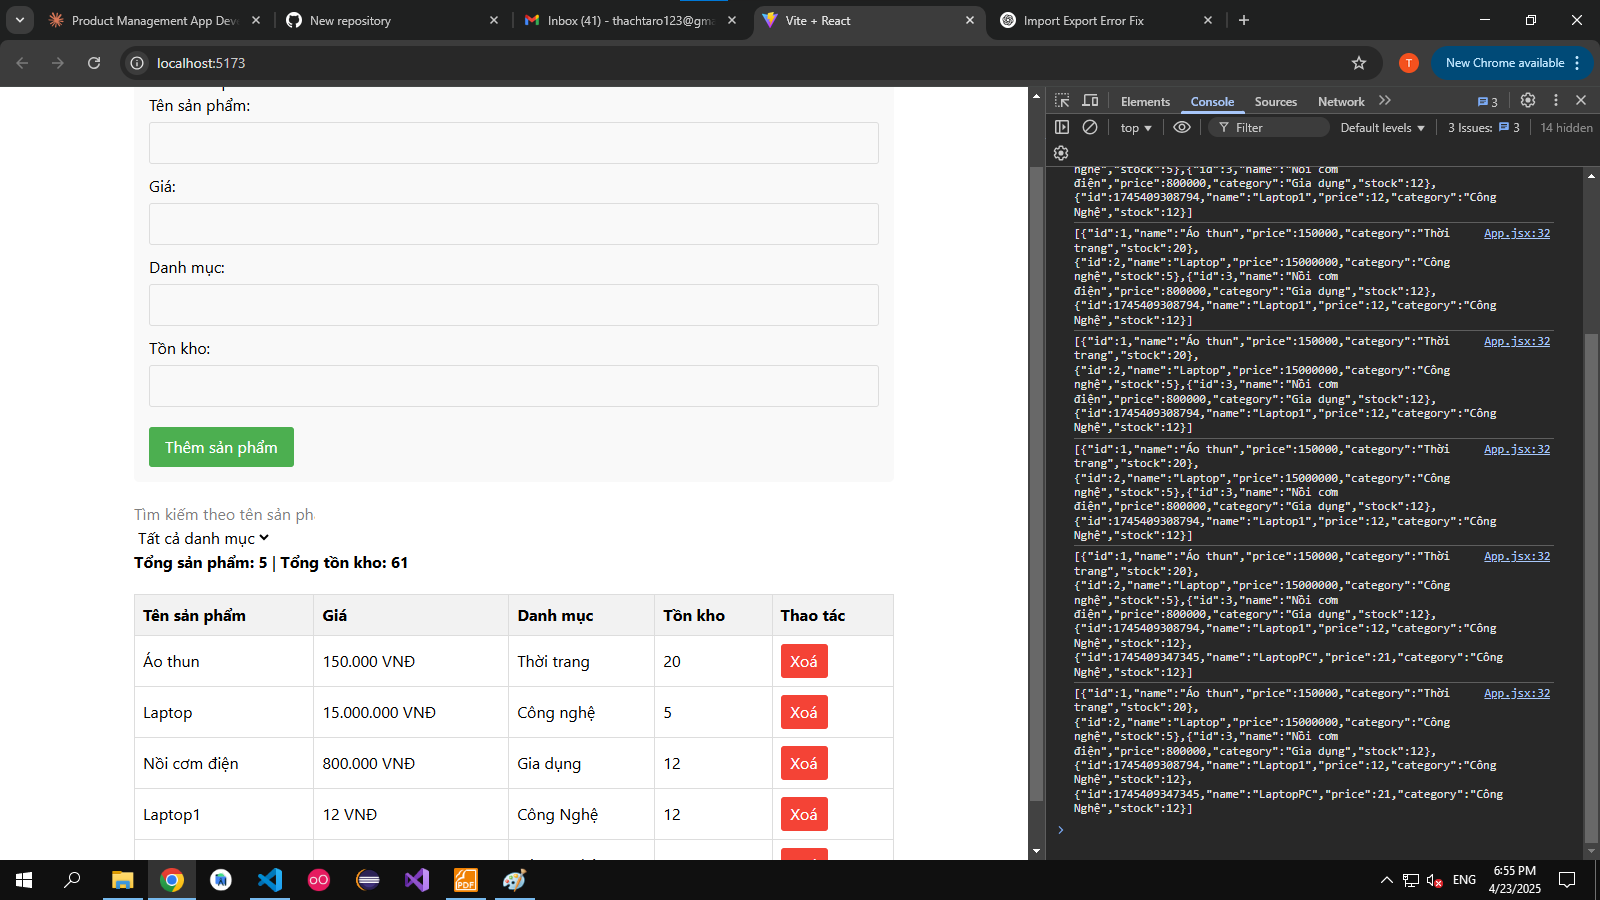 Product Management App Deve
New repository
Inbox (41) - thachtaro123@gma
Vite + React
Import Export Error Fix
localhost:5173
T
New Chrome available
Tên sản phẩm:
Giá:
Danh mục:
Tồn kho:
Thêm sản phẩm
Tìm kiếm theo tên sản ph
Tất cả danh mục
Tổng sản phẩm: 5 | Tổng tồn kho: 61
Tên sản phẩm Giá Danh mục Tồn kho Thao tác
Áo thun 150.000 VNĐ Thời trang 20 Xoá
Laptop 15.000.000 VNĐ Công nghệ 5 Xoá
Nồi cơm điện 800.000 VNĐ Gia dụng 12 Xoá
Laptop1 12 VNĐ Công Nghệ 12 Xoá
Elements Console Sources Network 3
top Filter Default levels 3 Issues: 3 14 hidden
nghệ","stock":5},{"id":3,"name":"Nồi cơm
điện","price":800000,"category":"Gia dụng","stock":12},
{"id":1745409308794,"name":"Laptop1","price":12,"category":"Công
Nghệ","stock":12}]
[{"id":1,"name":"Áo thun","price":150000,"category":"Thời App.jsx:32
trang","stock":20},
{"id":2,"name":"Laptop","price":15000000,"category":"Công
nghệ","stock":5},{"id":3,"name":"Nồi cơm
điện","price":800000,"category":"Gia dụng","stock":12},
{"id":1745409308794,"name":"Laptop1","price":12,"category":"Công
Nghệ","stock":12}]
[{"id":1,"name":"Áo thun","price":150000,"category":"Thời App.jsx:32
trang","stock":20},
{"id":2,"name":"Laptop","price":15000000,"category":"Công
nghệ","stock":5},{"id":3,"name":"Nồi cơm
điện","price":800000,"category":"Gia dụng","stock":12},
{"id":1745409308794,"name":"Laptop1","price":12,"category":"Công
Nghệ","stock":12}]
[{"id":1,"name":"Áo thun","price":150000,"category":"Thời App.jsx:32
trang","stock":20},
{"id":2,"name":"Laptop","price":15000000,"category":"Công
nghệ","stock":5},{"id":3,"name":"Nồi cơm
điện","price":800000,"category":"Gia dụng","stock":12},
{"id":1745409308794,"name":"Laptop1","price":12,"category":"Công
Nghệ","stock":12}]
[{"id":1,"name":"Áo thun","price":150000,"category":"Thời App.jsx:32
trang","stock":20},
{"id":2,"name":"Laptop","price":15000000,"category":"Công
nghệ","stock":5},{"id":3,"name":"Nồi cơm
điện","price":800000,"category":"Gia dụng","stock":12},
{"id":1745409308794,"name":"Laptop1","price":12,"category":"Công
Nghệ","stock":12},
{"id":1745409347345,"name":"LaptopPC","price":21,"category":"Công
Nghệ","stock":12}]
[{"id":1,"name":"Áo thun","price":150000,"category":"Thời App.jsx:32
trang","stock":20},
{"id":2,"name":"Laptop","price":15000000,"category":"Công
nghệ","stock":5},{"id":3,"name":"Nồi cơm
điện","price":800000,"category":"Gia dụng","stock":12},
{"id":1745409308794,"name":"Laptop1","price":12,"category":"Công
Nghệ","stock":12},
{"id":1745409347345,"name":"LaptopPC","price":21,"category":"Công
Nghệ","stock":12}]
PDF
ENG
6:55 PM
4/23/2025